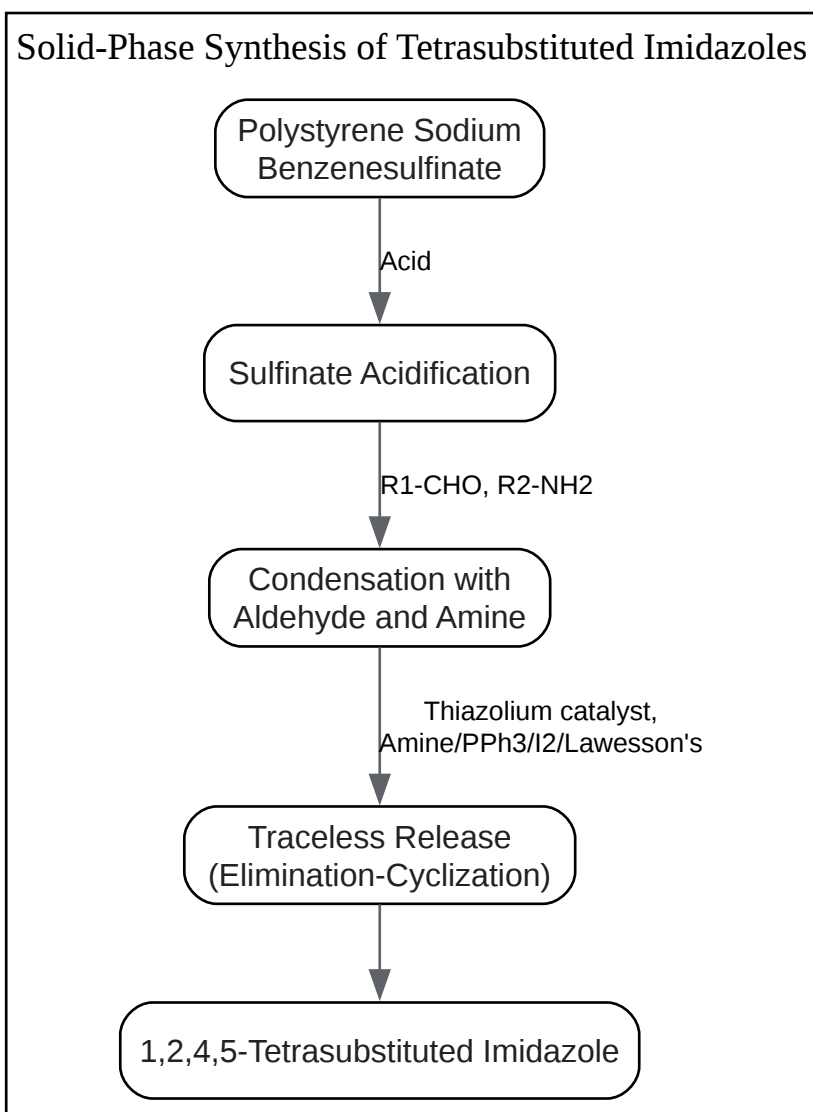 Solid-Phase Synthesis of Tetrasubstituted Imidazoles
Polystyrene Sodium
Benzenesulfinate
Acid
Sulfinate Acidification
R1-CHO, R2-NH2
Condensation with
Aldehyde and Amine
Thiazolium catalyst,
Amine/PPh3/I2/Lawesson's
Traceless Release
(Elimination-Cyclization)
1,2,4,5-Tetrasubstituted Imidazole